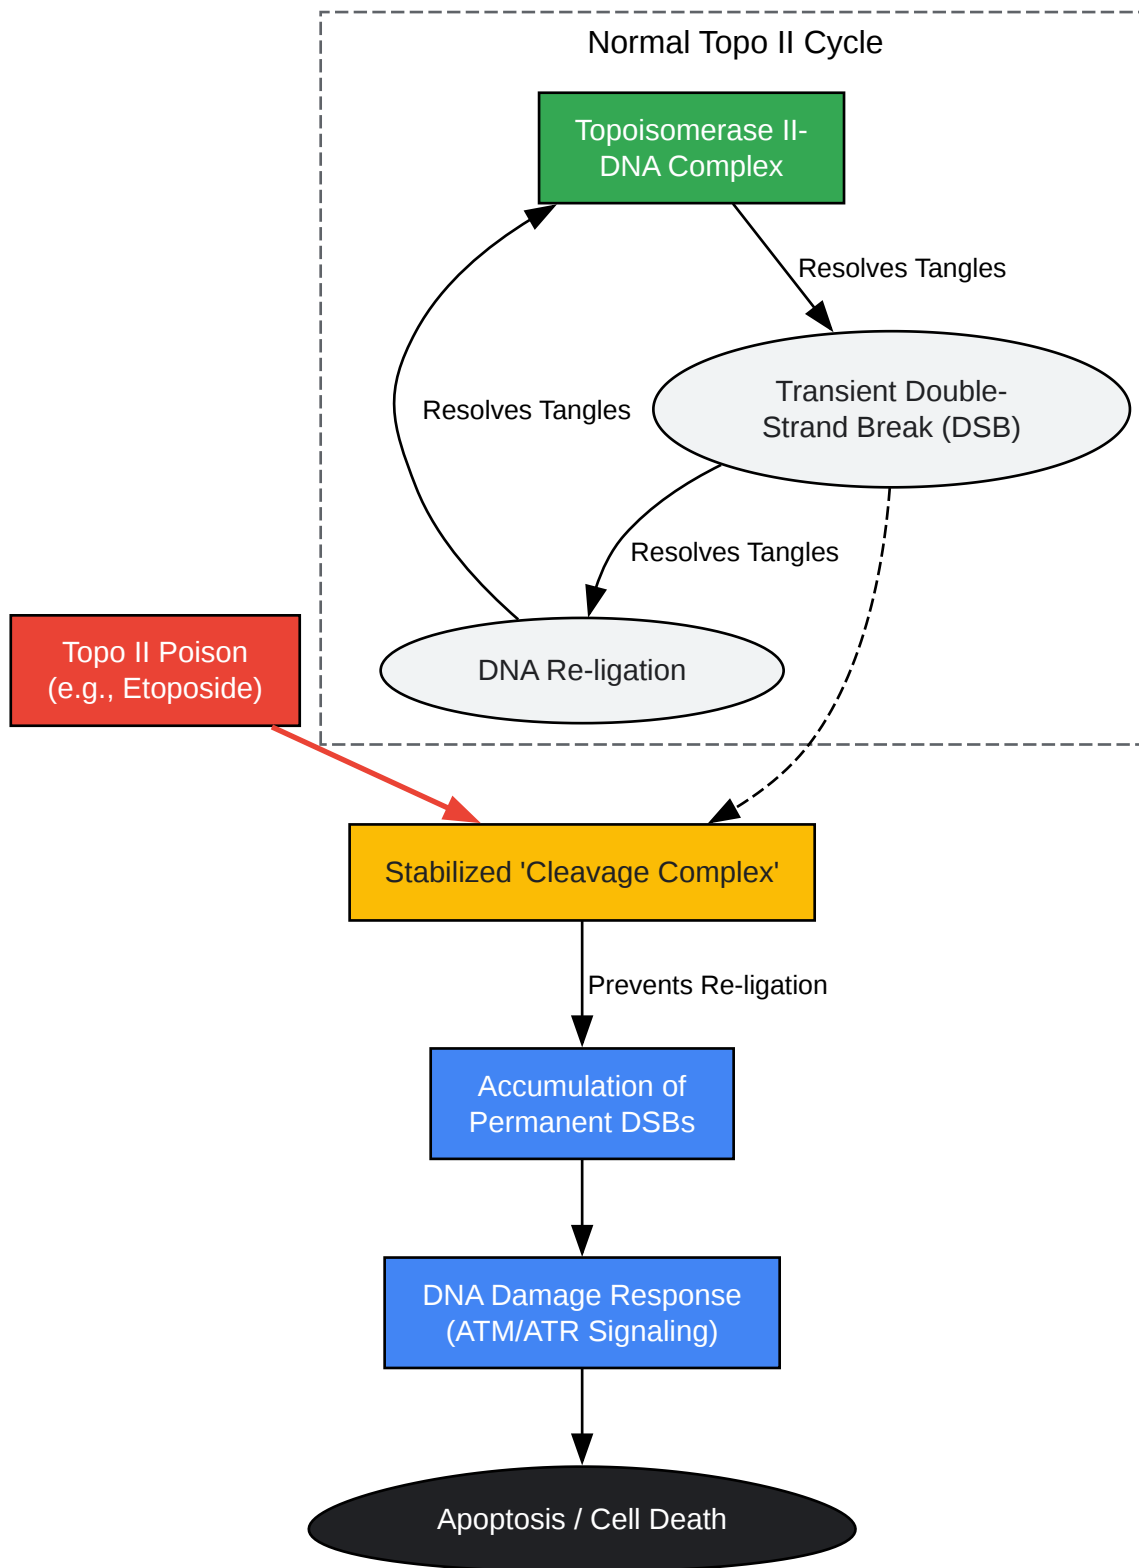 Normal Topo II Cycle
Topoisomerase II-
DNA Complex
Resolves Tangles
Transient Double-
Strand Break (DSB)
Resolves Tangles
Resolves Tangles
DNA Re-ligation
Topo II Poison
(e.g., Etoposide)
Stabilized 'Cleavage Complex'
Prevents Re-ligation
Accumulation of
Permanent DSBs
DNA Damage Response
(ATM/ATR Signaling)
Apoptosis / Cell Death